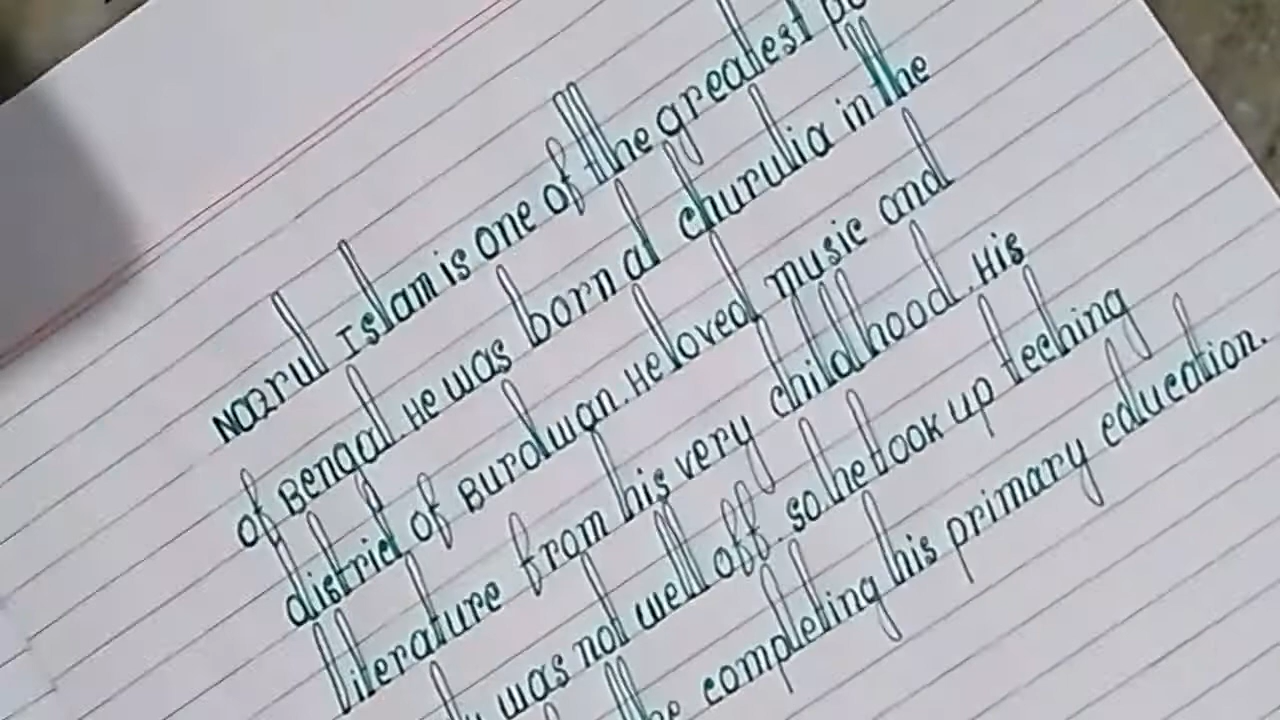 Nazrul Islam is one of the greatest
of Bengal. He was born at churulia in the
district of Burdwan. He loved music and
literature from his very childhood. His
was not well off. so he took up teching
the completing his primary education.